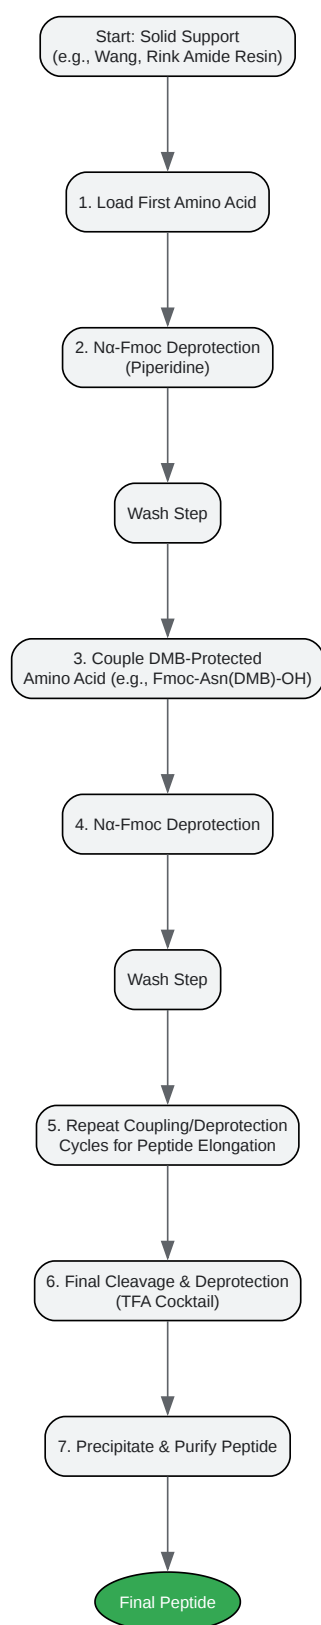 Start: Solid Support
(e.g., Wang, Rink Amide Resin)
1. Load First Amino Acid
2. Nα-Fmoc Deprotection
(Piperidine)
Wash Step
3. Couple DMB-Protected
Amino Acid (e.g., Fmoc-Asn(DMB)-OH)
4. Nα-Fmoc Deprotection
Wash Step
5. Repeat Coupling/Deprotection
Cycles for Peptide Elongation
6. Final Cleavage & Deprotection
(TFA Cocktail)
7. Precipitate & Purify Peptide
Final Peptide